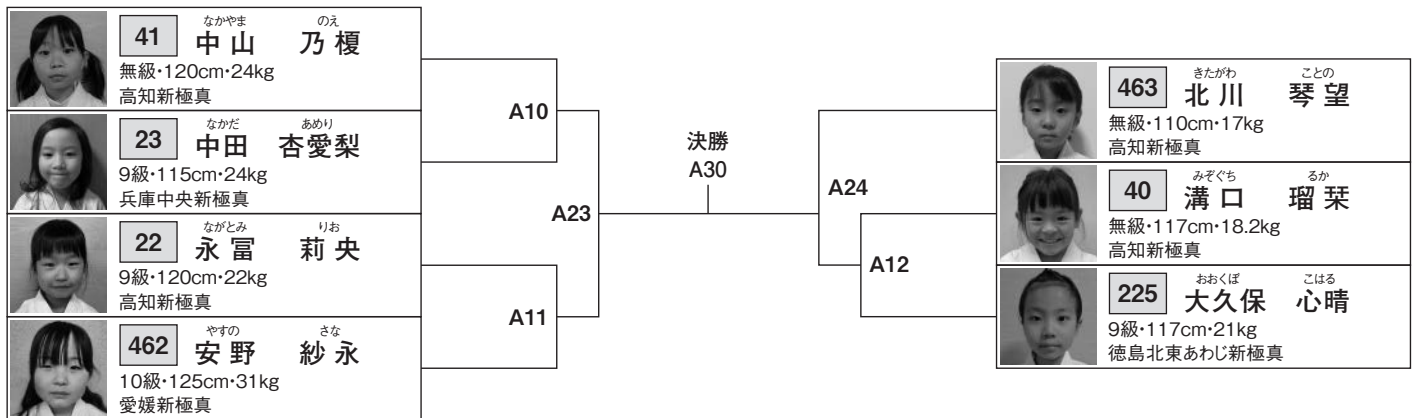 なかやま のえ
41 中山 乃榎
無級・120cm・24kg
高知新極真
なかだ あめり
23 中田 杏愛梨
9級・115cm・24kg
兵庫中央新極真
ながとみ りお
22 永冨 莉央
9級・120cm・22kg
高知新極真
やすの さな
462 安野 紗永
10級・125cm・31kg
愛媛新極真
A10
A11
A23
決勝
A30
A24
A12
きたがわ ことの
463 北川 琴望
無級・110cm・17kg
高知新極真
みぞぐち るか
40 溝口 瑠栞
無級・117cm・18.2kg
高知新極真
おおくぼ こはる
225 大久保 心晴
9級・117cm・21kg
徳島北東あわじ新極真